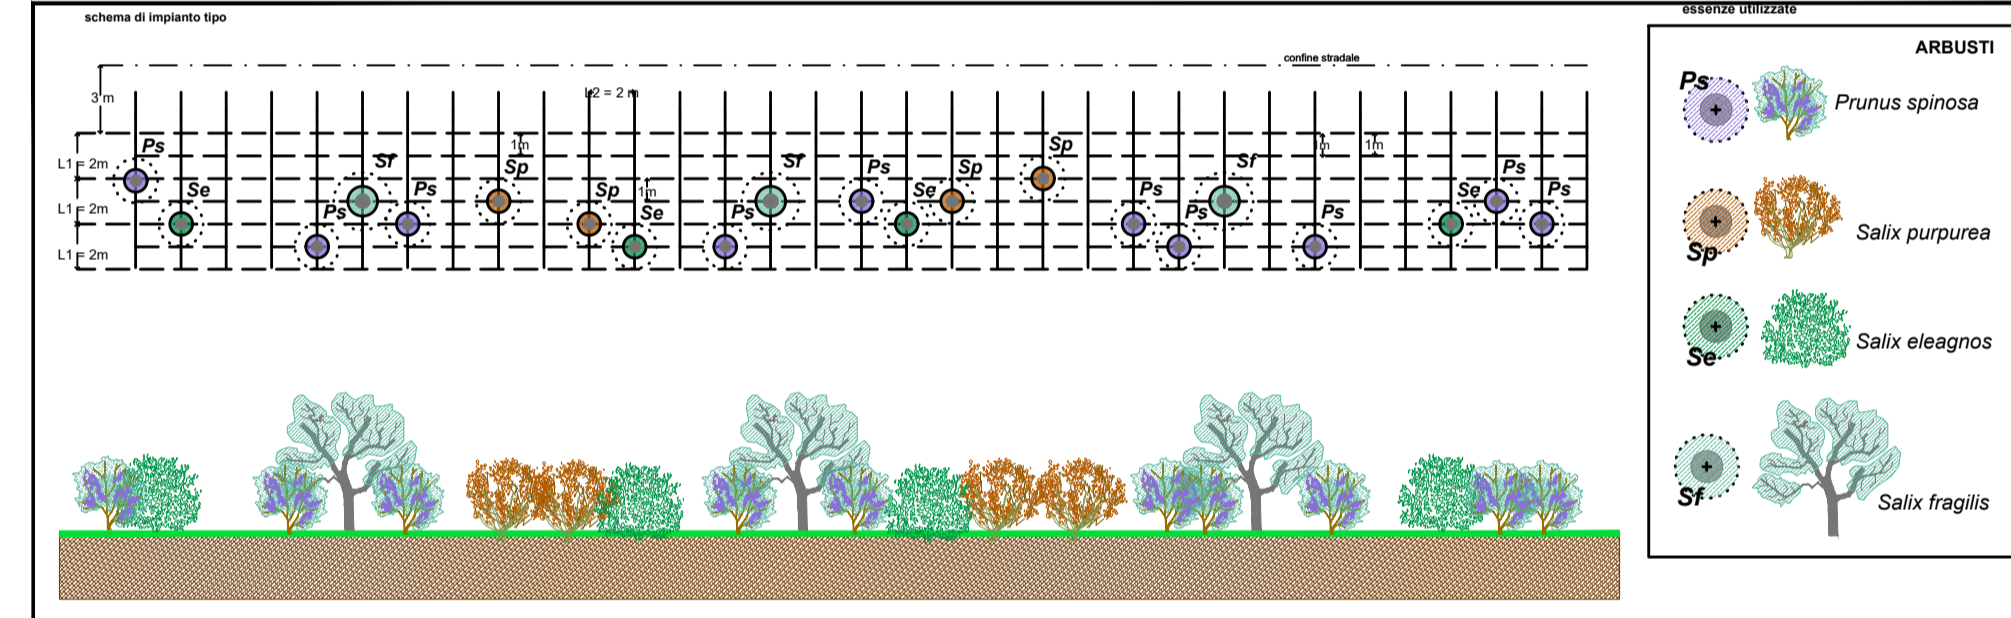 schema di impianto tipo
essenze utilizzate
confine stradale
ARBUSTI
3 m
L2 = 2 m
Ps
Prunus spinosa
L1 = 2m
Ps
Se
Ps
Sf
Ps
1m
Sp
Sp
1m
Se
Ps
Sf
Ps
Se
Sp
Sp
Ps
Ps
Sf
1m
1m
Ps
Se
Ps
Ps
L1 = 2m
L1 = 2m
Sp
Salix purpurea
Se
Salix eleagnos
Sf
Salix fragilis